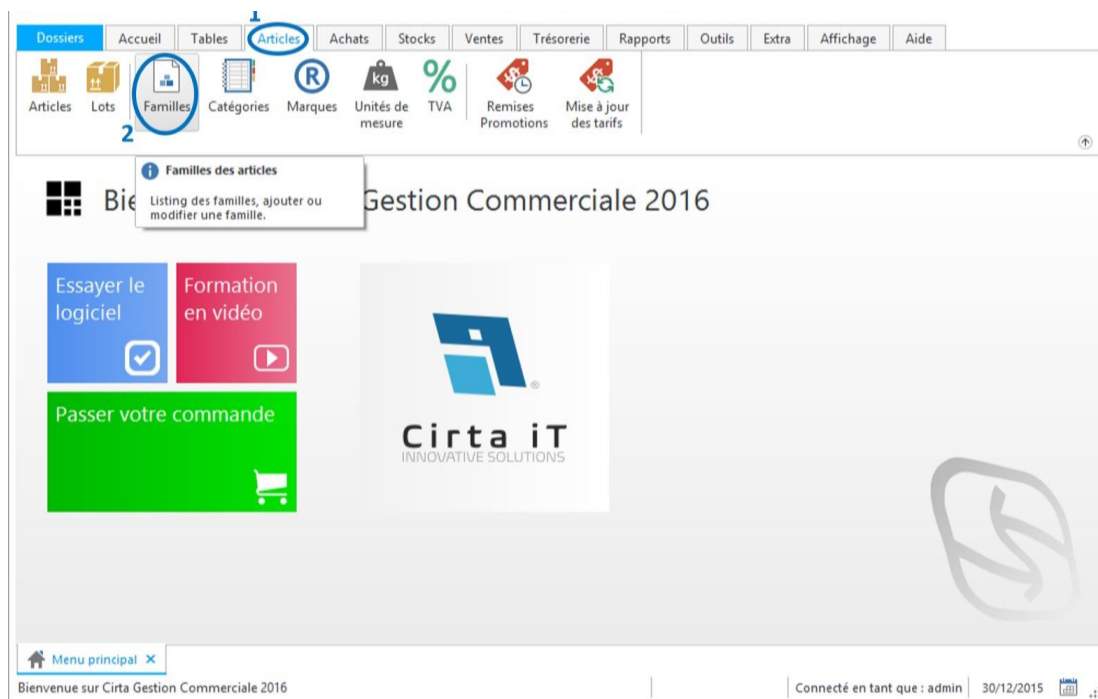 1
Dossiers Accueil Tables Articles Achats Stocks Ventes Trésorerie Rapports Outils Extra Affichage Aide
Articles Lots Familles Catégories Marques Unités de mesure TVA Remises Promotions Mise à jour des tarifs
2
Familles des articles
Listing des familles, ajouter ou
modifier une famille.
Bie Gestion Commerciale 2016
Essayer le
logiciel
Formation
en vidéo
Passer votre commande
Cirta iT
INNOVATIVE SOLUTIONS
Menu principal
Bienvenue sur Cirta Gestion Commerciale 2016 Connecté en tant que : admin 30/12/2015